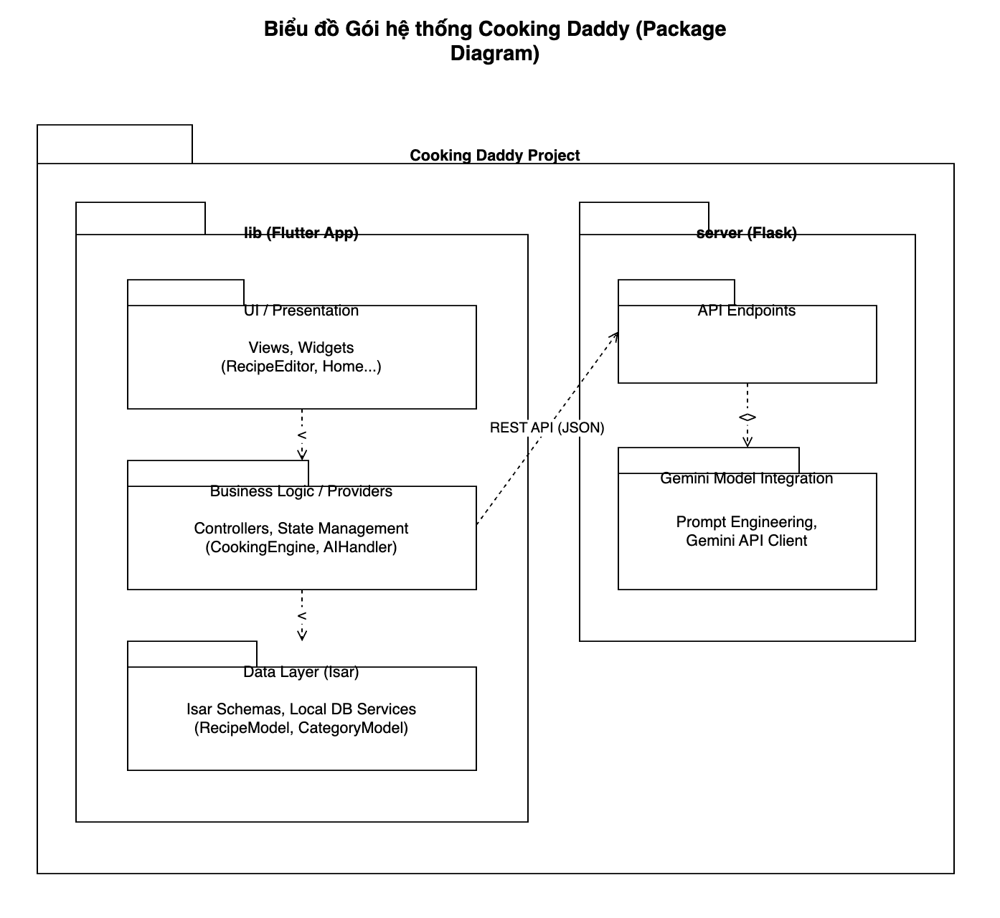 Biểu đồ Gói hệ thống Cooking Daddy (Package
Diagram)
Cooking Daddy Project
lib (Flutter App)
server (Flask)
UI / Presentation
Views, Widgets
(RecipeEditor, Home...)
API Endpoints
<
<>
REST API (JSON)
Business Logic / Providers
Controllers, State Management
(CookingEngine, AIHandler)
Gemini Model Integration
Prompt Engineering,
Gemini API Client
<
Data Layer (Isar)
Isar Schemas, Local DB Services
(RecipeModel, CategoryModel)